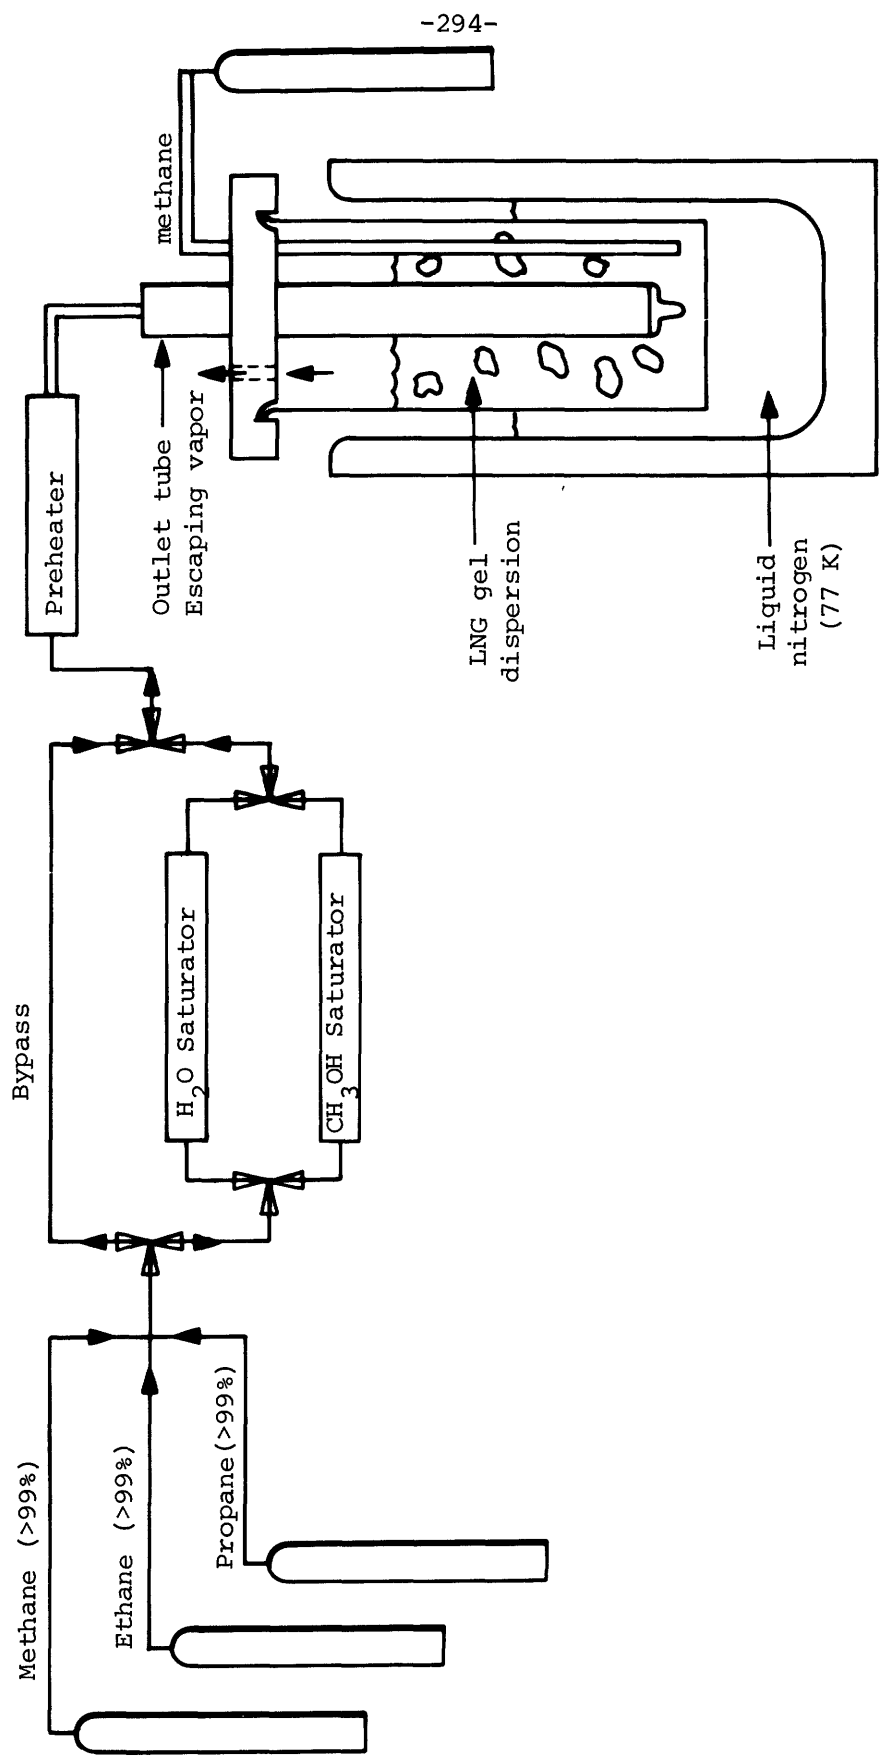 -294-
Methane (>99%)
Ethane (>99%)
Propane(>99%)
Bypass
H2O Saturator
CH3OH Saturator
Preheater
methane
Outlet tube
Escaping vapor
LNG gel
dispersion
Liquid
nitrogen
(77 K)